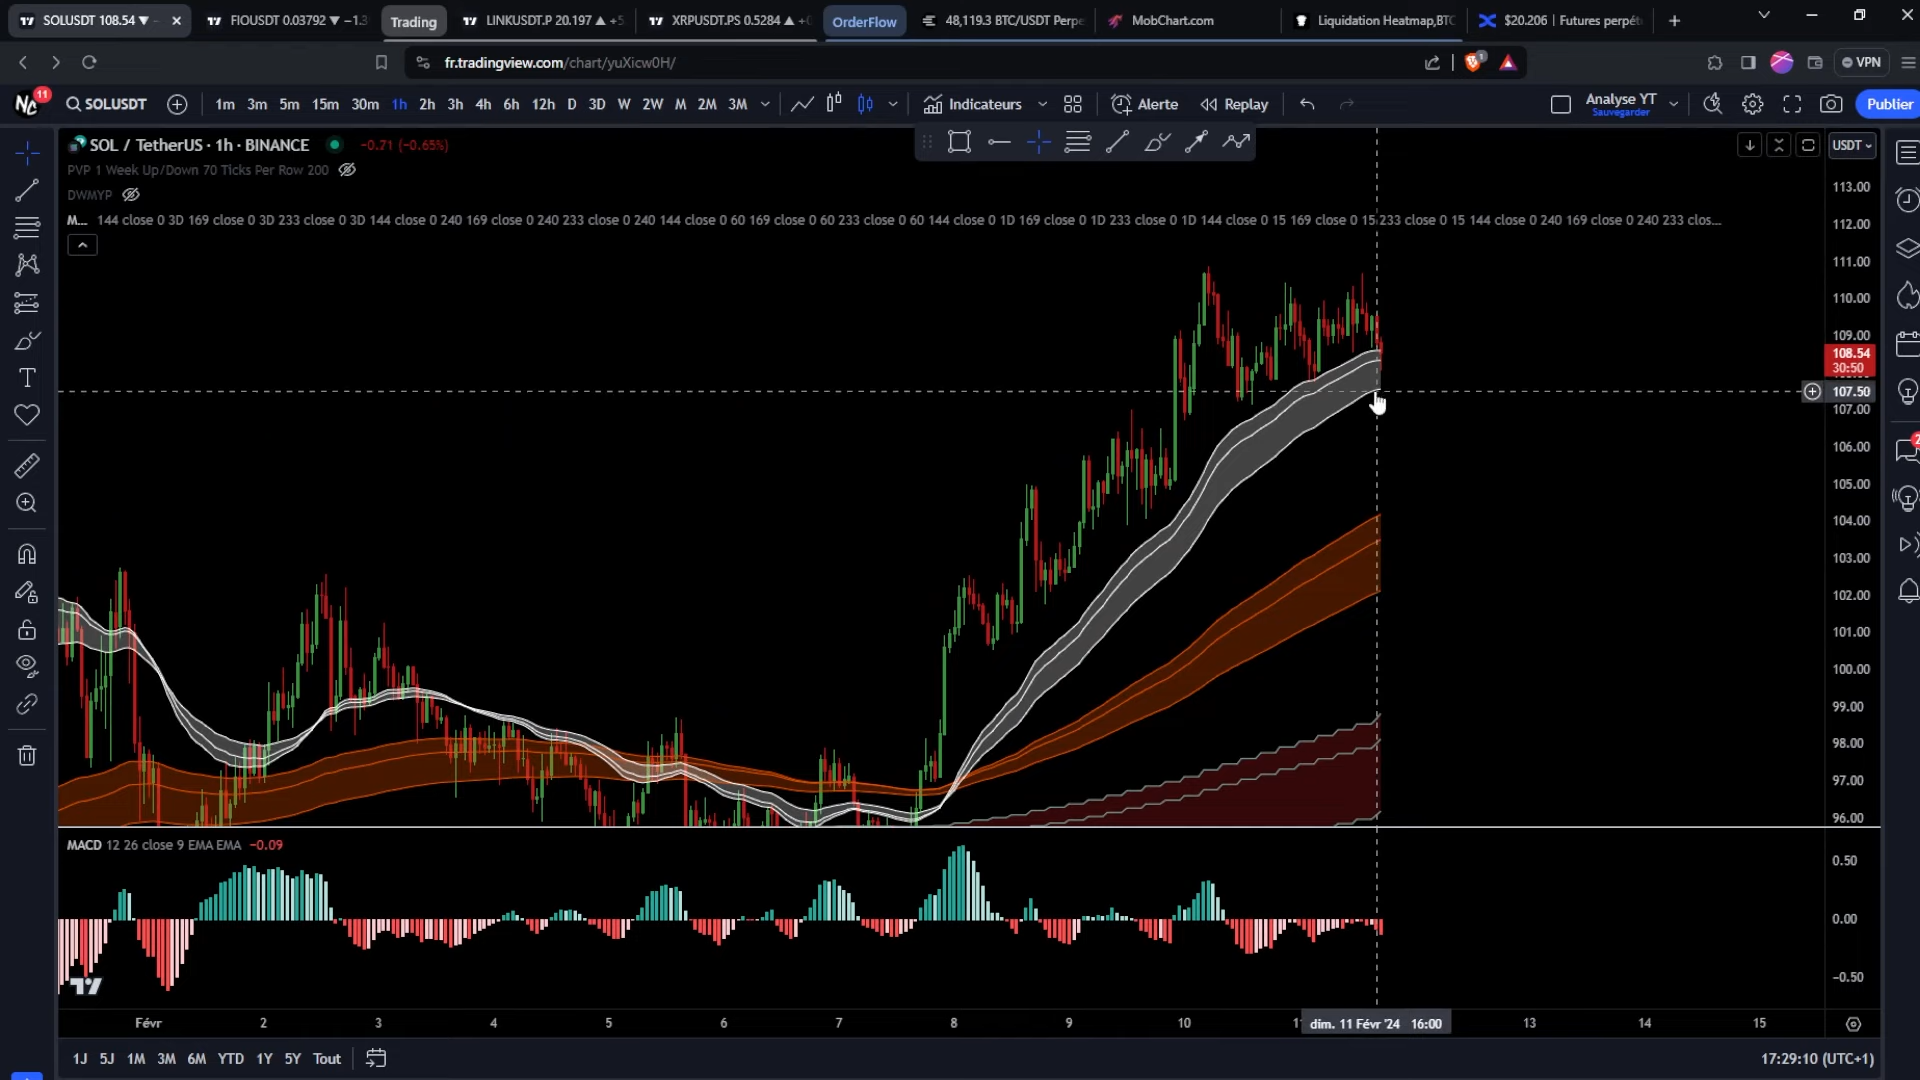 SOLUSDT 108.54 ▼
FIOUSDT 0.03792 ▼ −1.3
Trading
LINKUSDT.P 20.197 ▲ +5
XRPUSDT.PS 0.5284 ▲ +0
OrderFlow
48,119.3 BTC/USDT Perpe
MobChart.com
Liquidation Heatmap,BTC
$20.206 | Futures perpét
fr.tradingview.com/chart/yuXicw0H/
1
VPN
11
SOLUSDT
1m 3m 5m 15m 30m 1h 2h 3h 4h 6h 12h D 3D W 2W M 2M 3M
Indicateurs
Alerte
Replay
Analyse YT
Sauvegarder
Publier
SOL / TetherUS · 1h · BINANCE
−0.71 (−0.65%)
USDT
PVP 1 Week Up/Down 70 Ticks Per Row 200
DWMYP
M... 144 close 0 3D 169 close 0 3D 233 close 0 3D 144 close 0 240 169 close 0 240 233 close 0 240 144 close 0 60 169 close 0 60 233 close 0 60 144 close 0 1D 169 close 0 1D 233 close 0 1D 144 close 0 15 169 close 0 15 233 close 0 15 144 close 0 240 169 close 0 240 233 clos...
113.00
112.00
111.00
110.00
109.00
108.54
30:50
107.50
107.00
106.00
105.00
104.00
103.00
102.00
101.00
100.00
99.00
98.00
97.00
96.00
MACD 12 26 close 9 EMA EMA −0.09
0.50
0.00
−0.50
Févr 2 3 4 5 6 7 8 9 10
dim. 11 Févr '24 16:00
13 14 15
1J 5J 1M 3M 6M YTD 1Y 5Y Tout
17:29:10 (UTC+1)